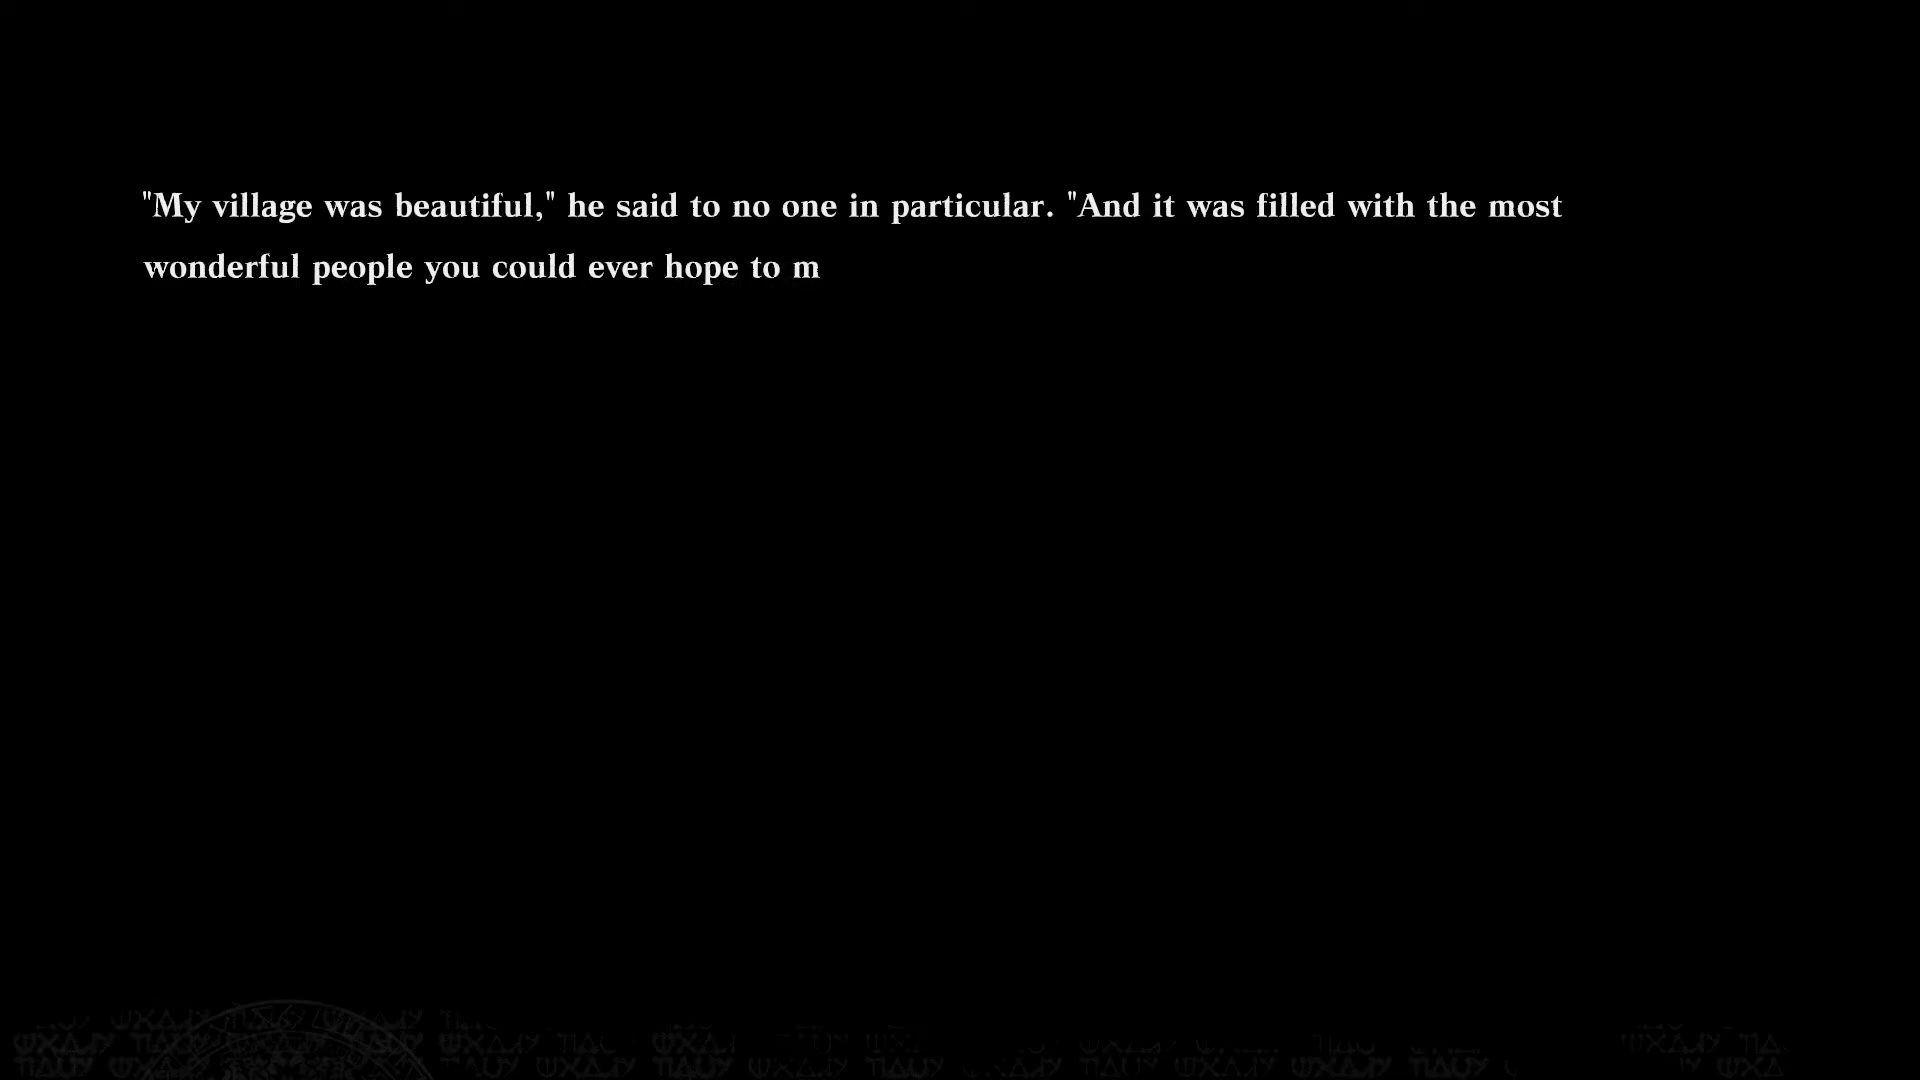 "My village was beautiful," he said to no one in particular. "And it was filled with the most
wonderful people you could ever hope to m